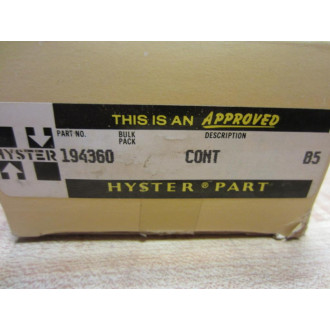 THIS IS AN APPROVED
PART NO. BULK PACK DESCRIPTION
HYSTER 194360 CONT B5
HYSTER® PART